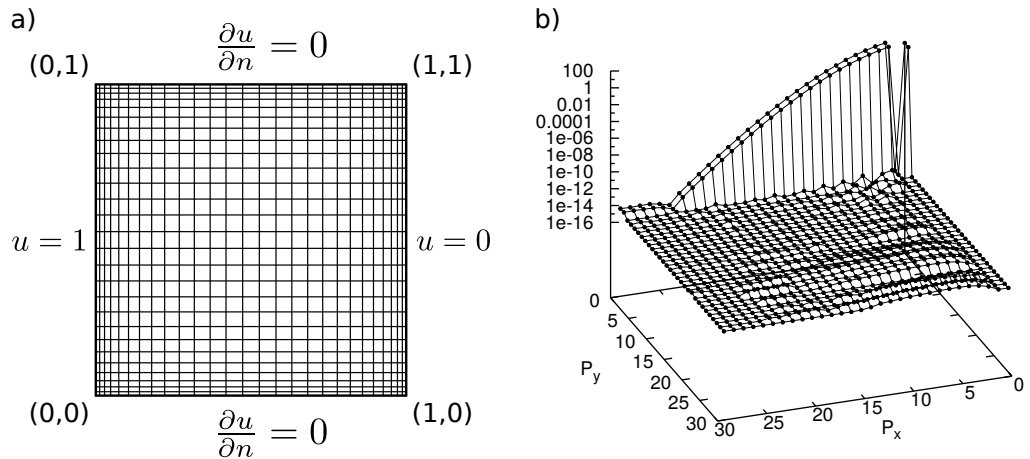 a)
∂u/∂n = 0
(0,1)
(1,1)
u = 1
u = 0
(0,0)
(1,0)
∂u/∂n = 0
b)
100
1
0.01
0.0001
1e-06
1e-08
1e-10
1e-12
1e-14
1e-16
0
5
10
15
20
25
30
P_y
30
25
20
15
10
5
0
P_x